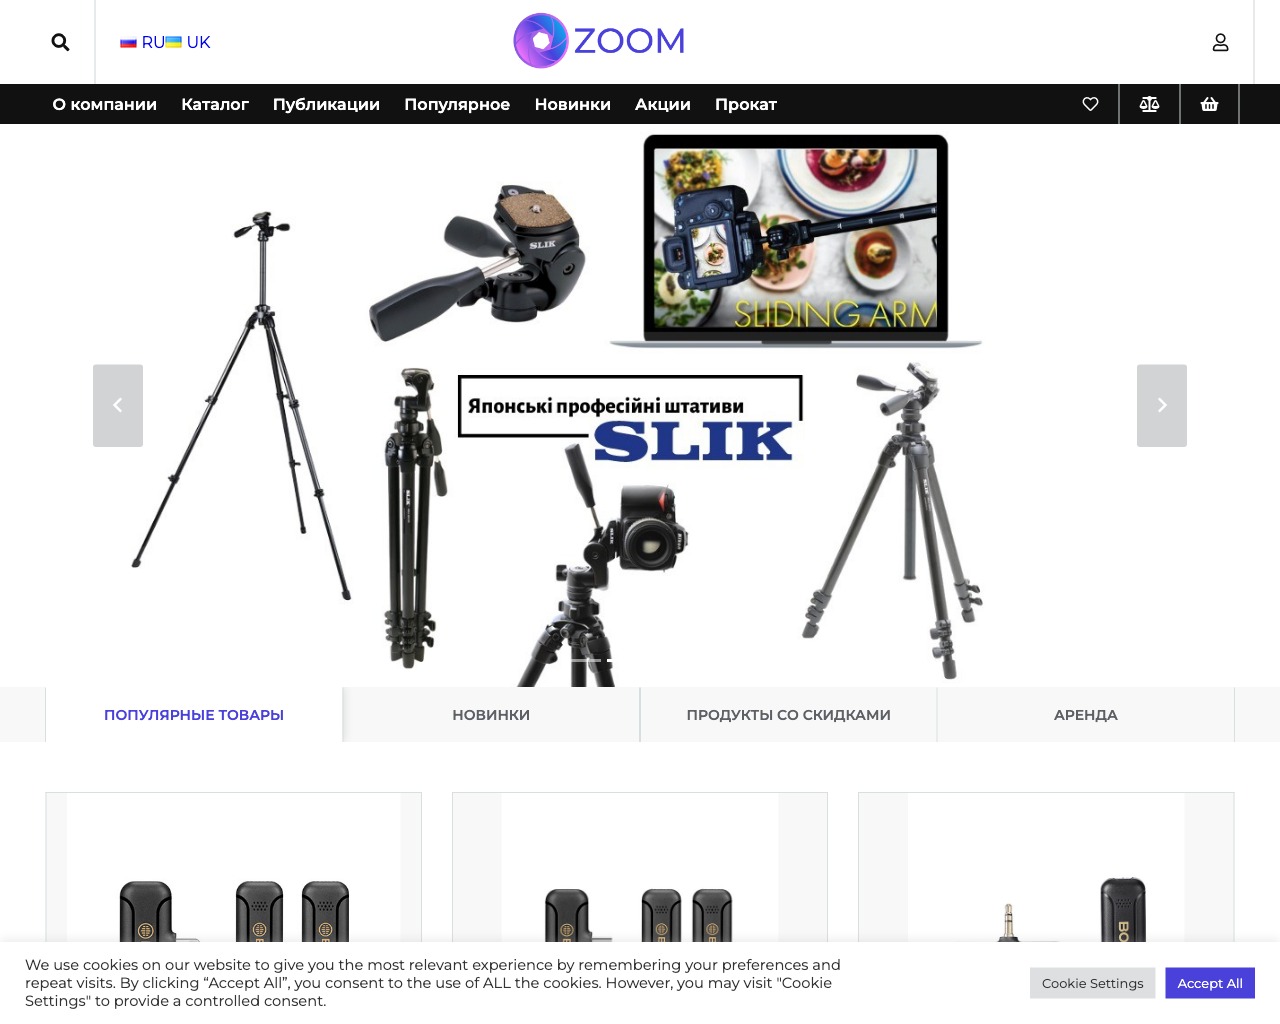 RU UK
ZOOM
О компании Каталог Публикации Популярное Новинки Акции Прокат
SLIK
SLIDING ARM
Японські професійні штативи
SLIK
ПОПУЛЯРНЫЕ ТОВАРЫ
НОВИНКИ
ПРОДУКТЫ СО СКИДКАМИ
АРЕНДА
We use cookies on our website to give you the most relevant experience by remembering your preferences and
repeat visits. By clicking “Accept All”, you consent to the use of ALL the cookies. However, you may visit "Cookie
Settings" to provide a controlled consent.
Cookie Settings
Accept All